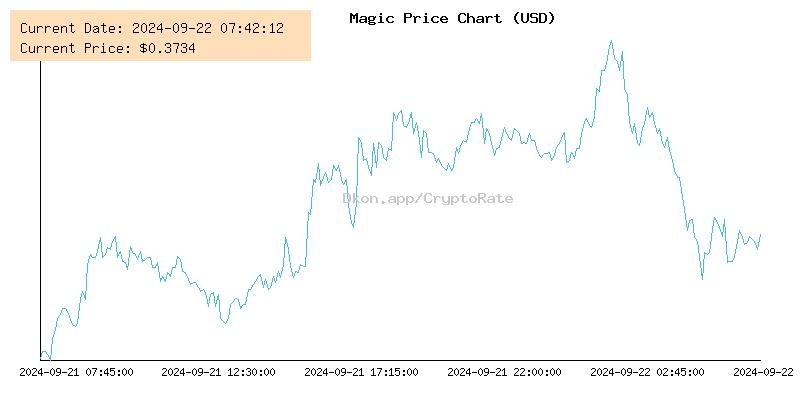 Magic Price Chart (USD)
Current Date: 2024-09-22 07:42:12
Current Price: $0.3734
Dkon.app/CryptoRate
2024-09-21 07:45:00 2024-09-21 12:30:00 2024-09-21 17:15:00 2024-09-21 22:00:00 2024-09-22 02:45:00 2024-09-22